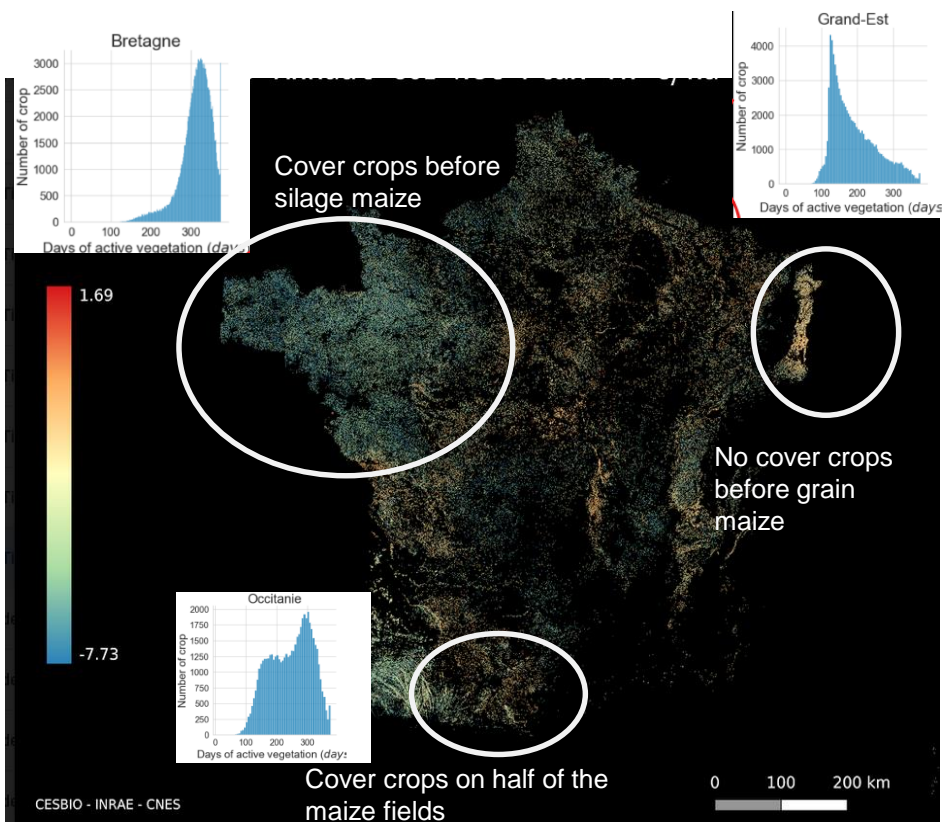 Bretagne
3000
2500
2000
1500
1000
500
0
Number of crop
0 100 200 300
Days of active vegetation (days
Grand-Est
4000
3000
2000
1000
0
Number of crop
0 100 200 300
Days of active vegetation (days
Cover crops before
silage maize
1.69
-7.73
No cover crops
before grain
maize
Occitanie
2000
1750
1500
1250
1000
750
500
250
0
Number of crop
0 100 200 300
Days of active vegetation (days
Cover crops on half of the
maize fields
0 100 200 km
CESBIO - INRAE - CNES